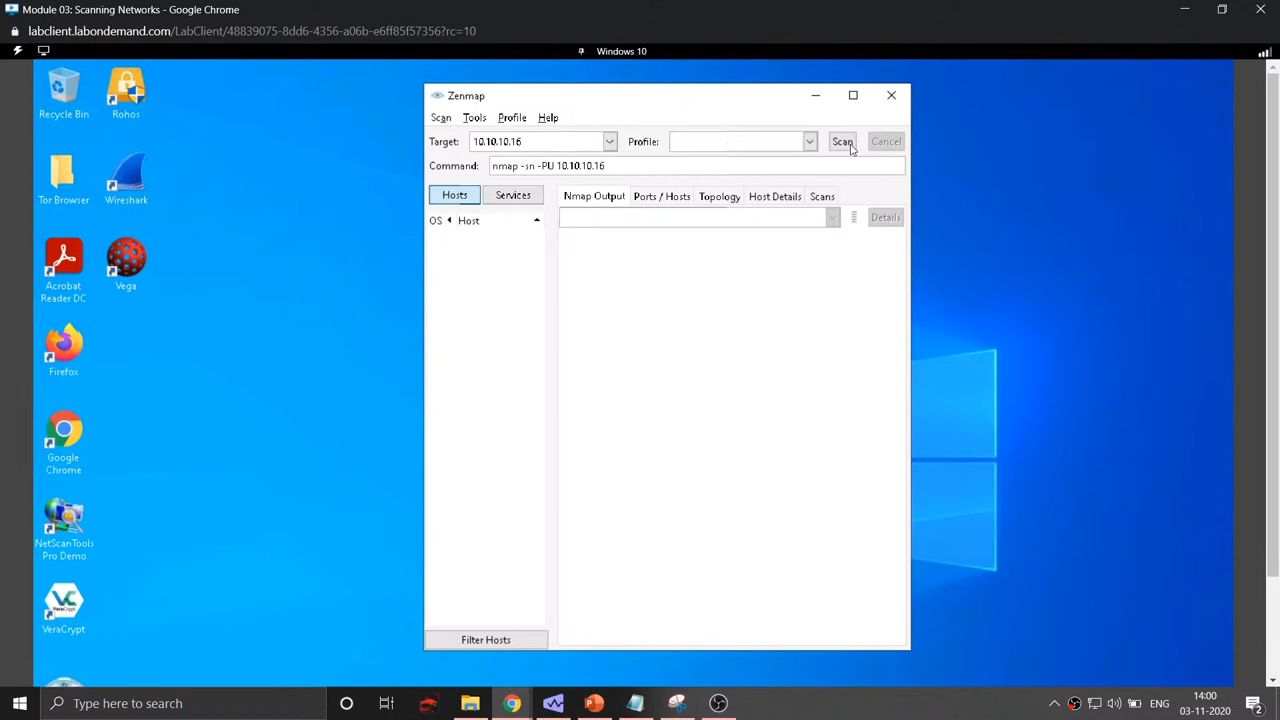 Module 03: Scanning Networks - Google Chrome
labclient.labondemand.com/LabClient/48839075-8dd6-4356-a06b-e6ff85f57356?rc=10
Windows 10
Recycle Bin
Rohos
Tor Browser
Wireshark
Acrobat
Reader DC
Vega
Firefox
Google
Chrome
NetScanTools
Pro Demo
VeraCrypt
Zenmap
Scan Tools Profile Help
Target: 10.10.10.16 Profile: Scan Cancel
Command: nmap -sn -PU 10.10.10.16
Hosts Services Nmap Output Ports / Hosts Topology Host Details Scans
OS Host Details
Filter Hosts
Type here to search
ENG
14:00
03-11-2020
2